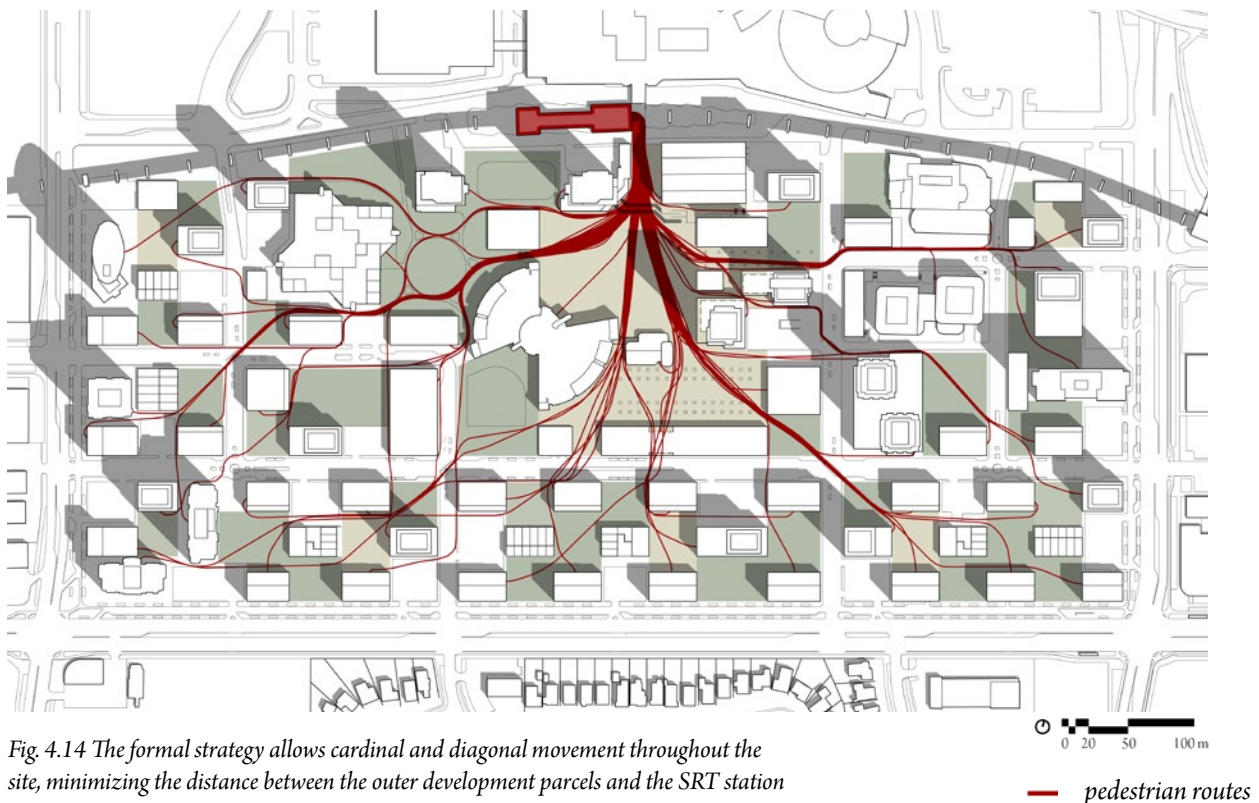 Fig. 4.14 The formal strategy allows cardinal and diagonal movement throughout the
site, minimizing the distance between the outer development parcels and the SRT station
0 20 50 100 m
pedestrian routes